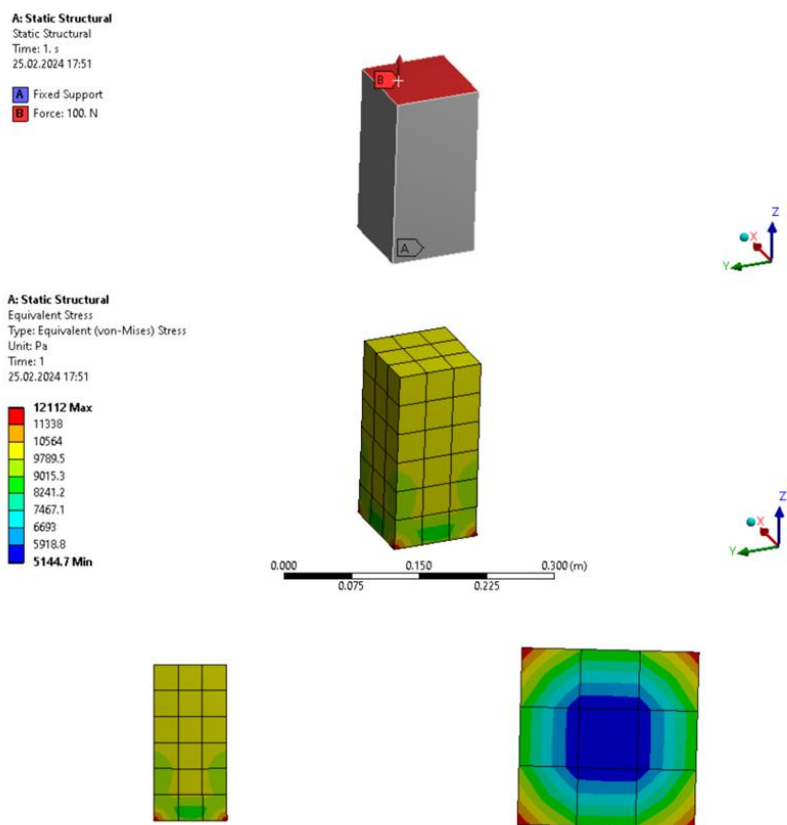 A: Static Structural
Static Structural
Time: 1. s
25.02.2024 17:51
A Fixed Support
B Force: 100. N
B
A
Z
X
Y
A: Static Structural
Equivalent Stress
Type: Equivalent (von-Mises) Stress
Unit: Pa
Time: 1
25.02.2024 17:51
12112 Max
11338
10564
9789.5
9015.3
8241.2
7467.1
6693
5918.8
5144.7 Min
Z
X
Y
0.000 0.150 0.300 (m)
0.075 0.225